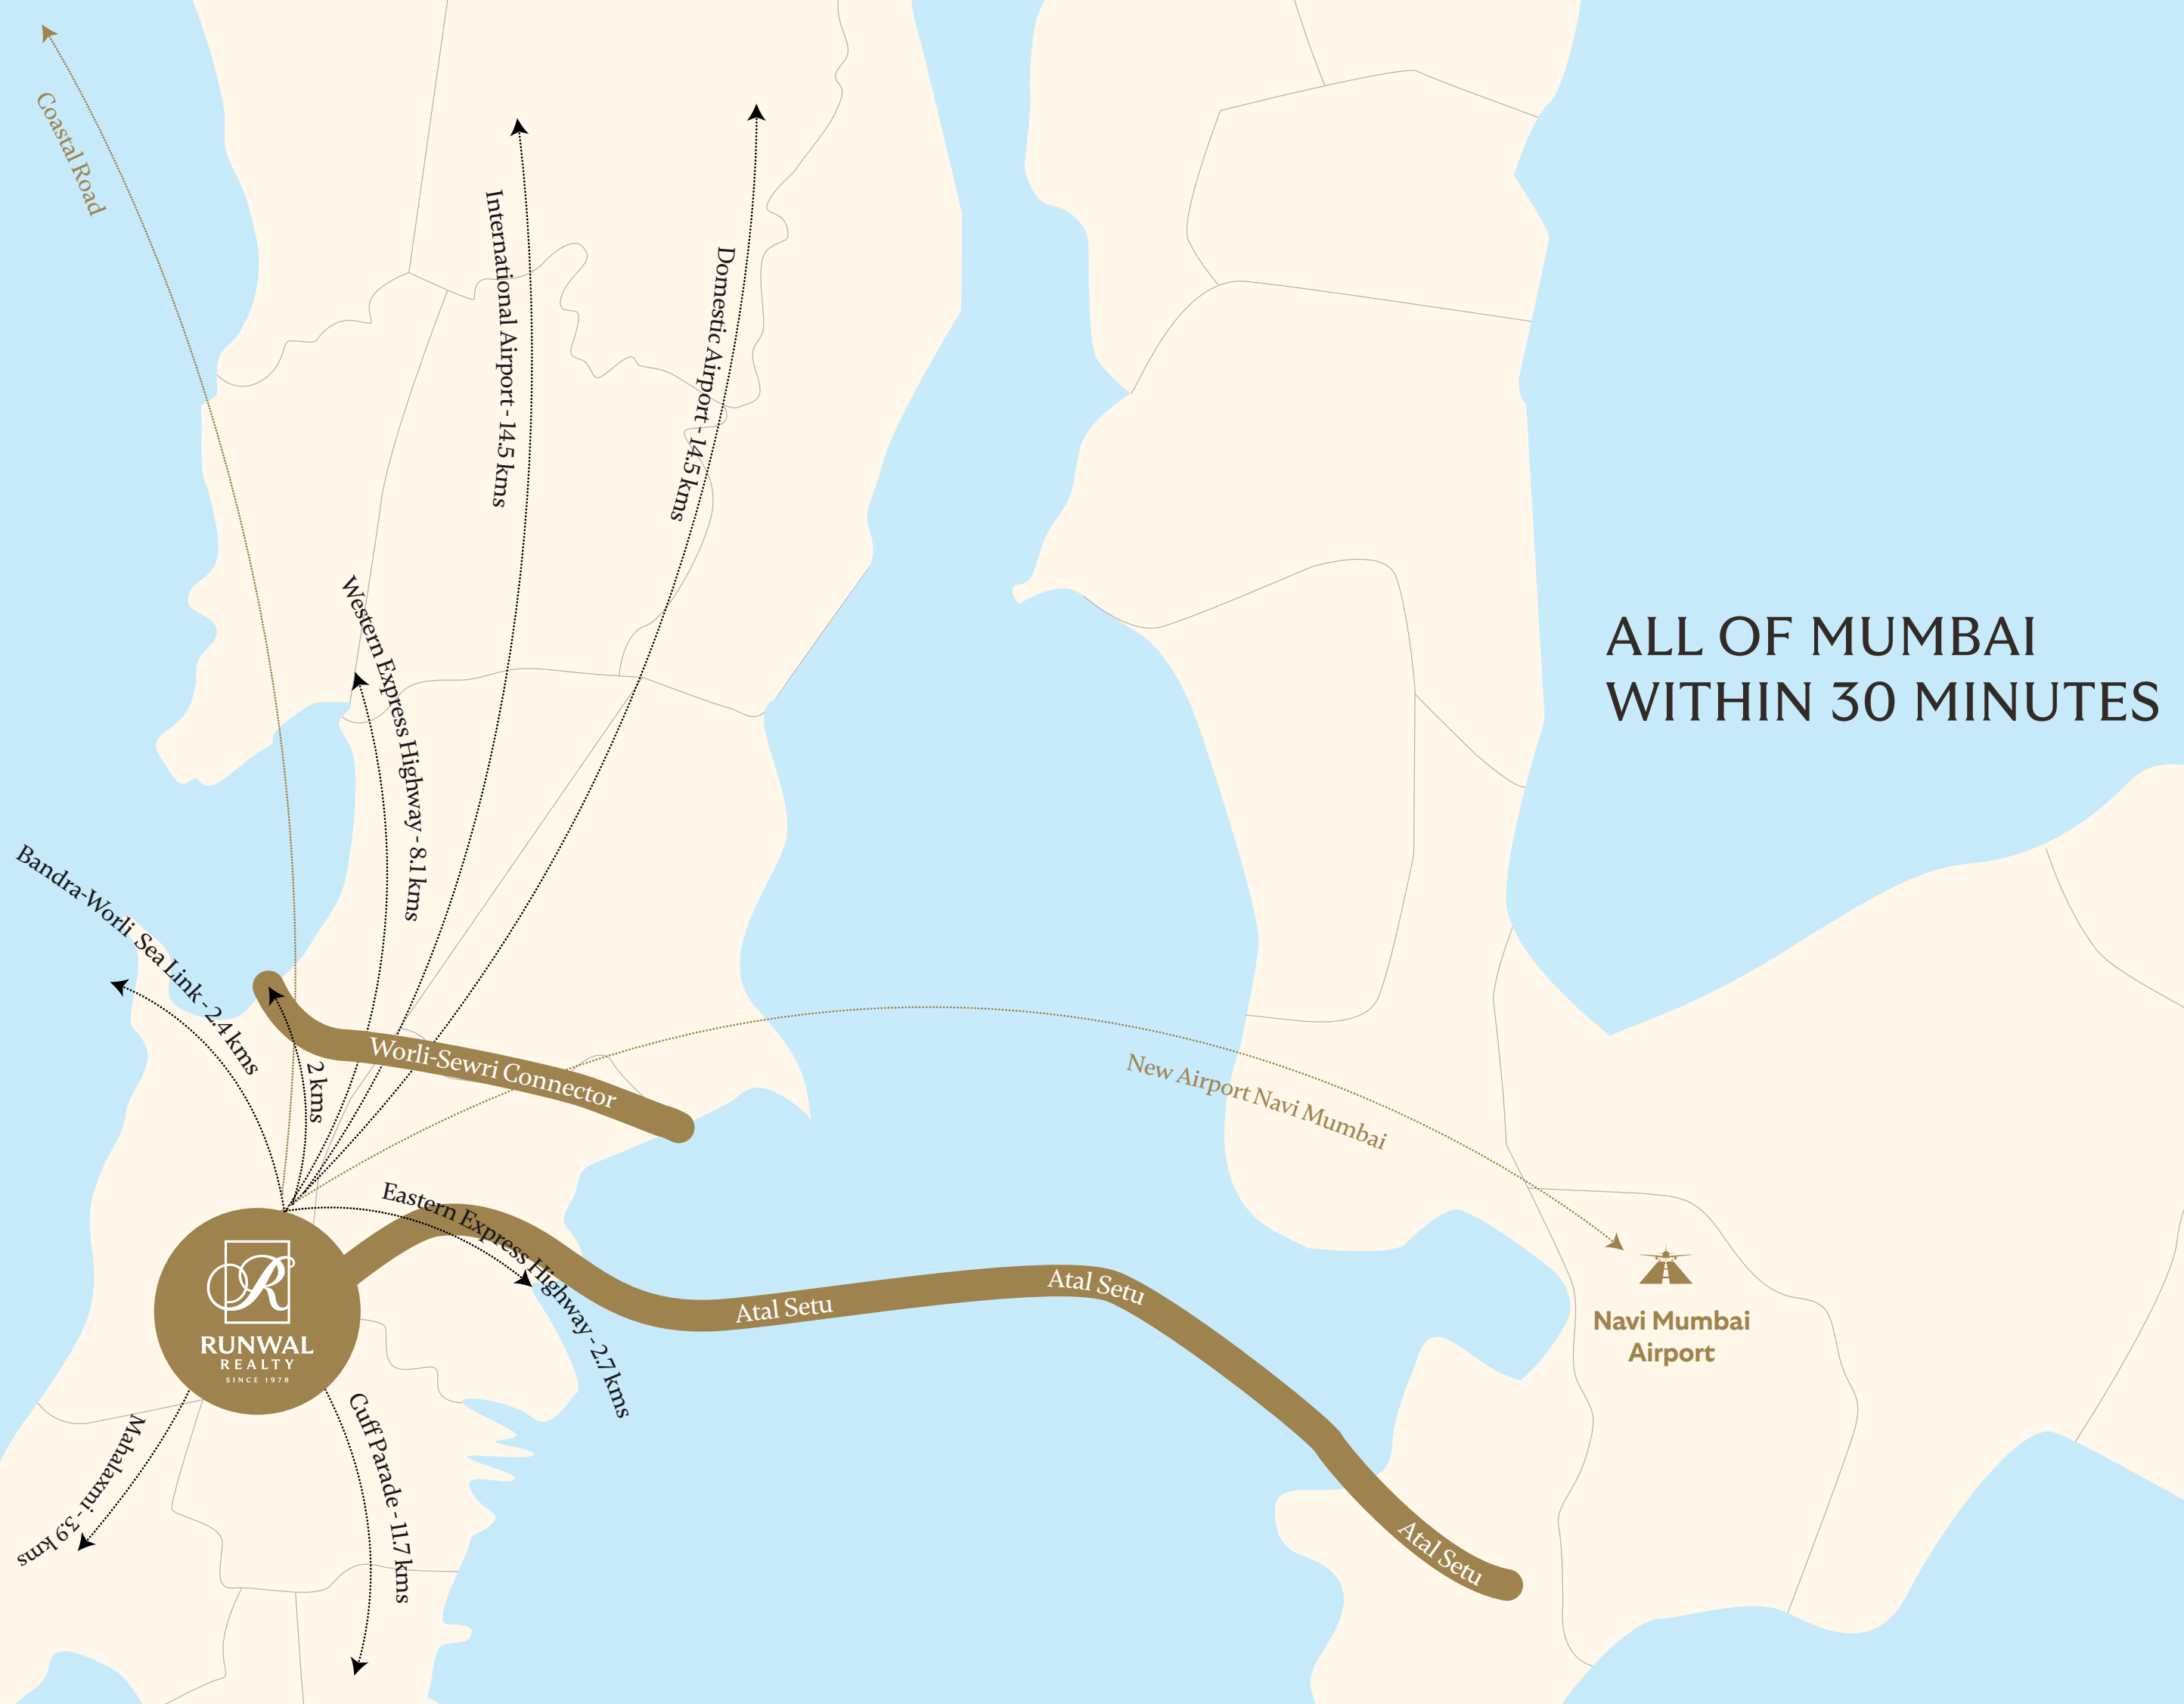 Coastal Road
International Airport - 14.5 kms
Domestic Airport - 14.5 kms
Western Express Highway - 8.1 kms
ALL OF MUMBAI
WITHIN 30 MINUTES
Bandra-Worli Sea Link - 2.4 kms
2 kms
Worli-Sewri Connector
New Airport Navi Mumbai
Eastern Express Highway - 2.7 kms
Atal Setu
Atal Setu
Atal Setu
Navi Mumbai
Airport
R
RUNWAL
REALTY
SINCE 1978
Mahalaxmi - 3.9 kms
Cuff Parade - 11.7 kms